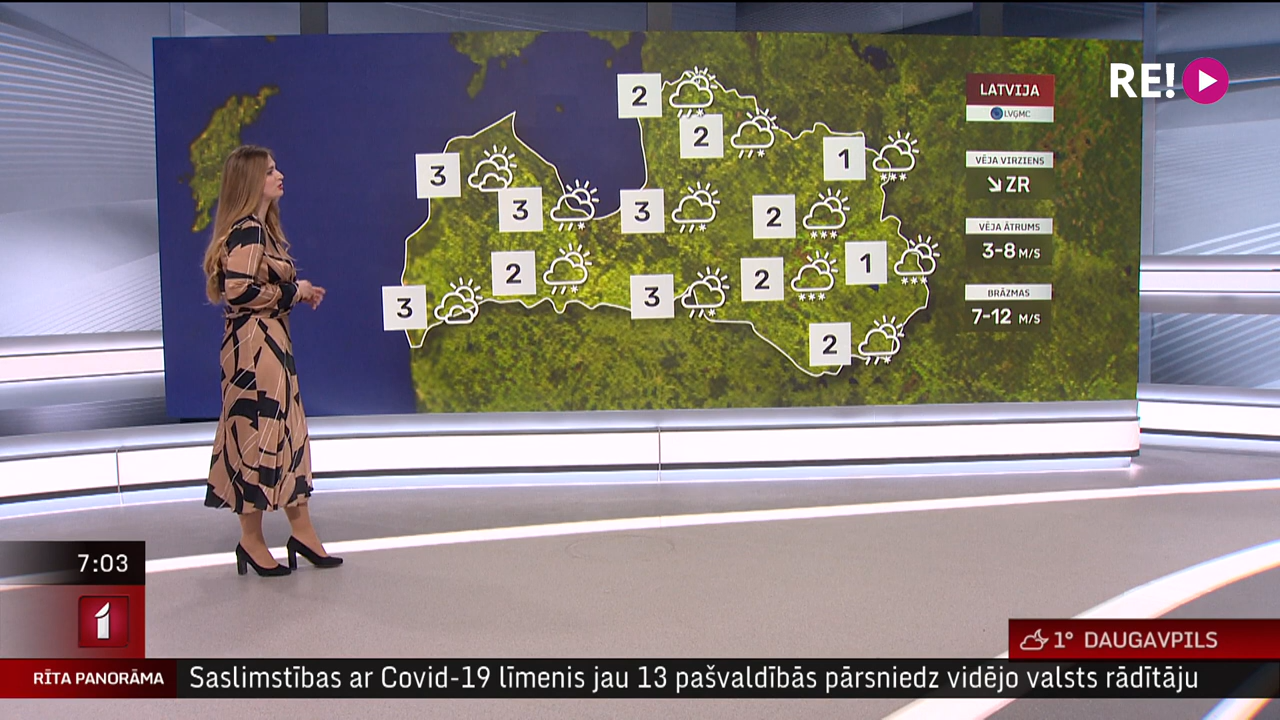 RE!
LATVIJA
LVĢMC
VĒJA VIRZIENS
ZR
VĒJA ĀTRUMS
3-8 M/S
BRĀZMAS
7-12 M/S
2
2
1
3
3
3
2
2
2
1
3
3
2
7:03
1
1° DAUGAVPILS
RĪTA PANORĀMA
Saslimstības ar Covid-19 līmenis jau 13 pašvaldībās pārsniedz vidējo valsts rādītāju